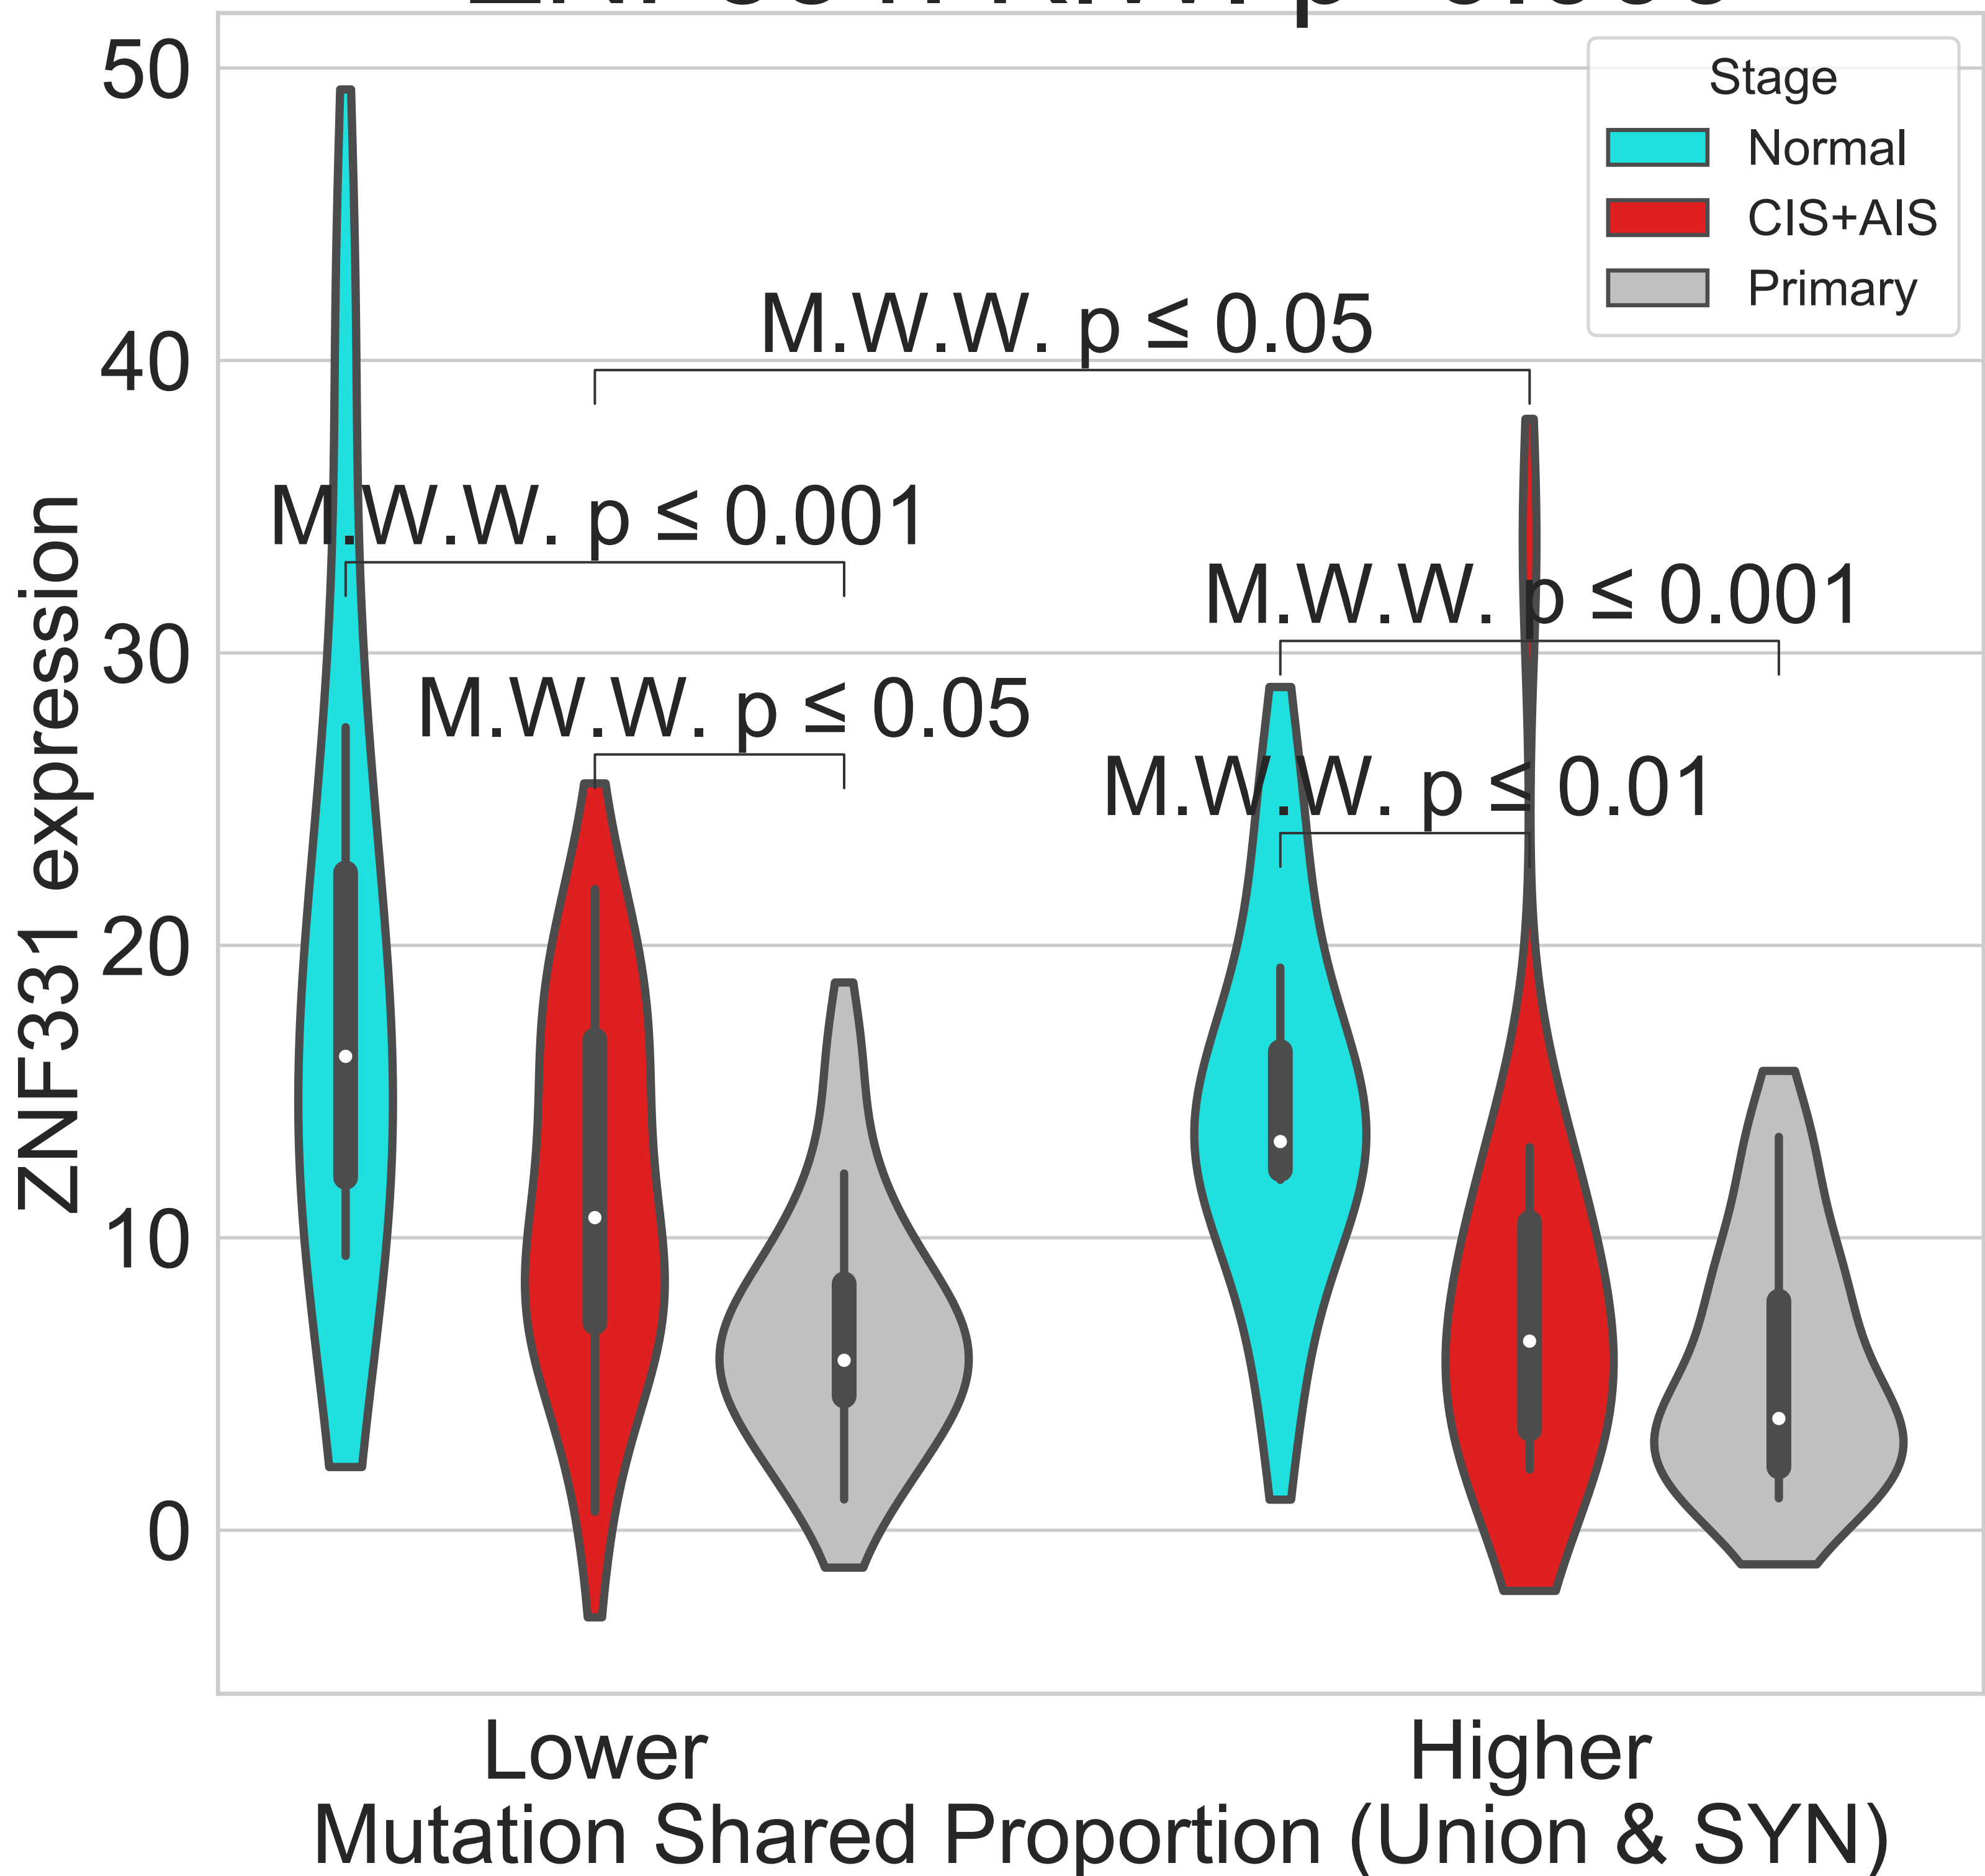 50
40
30
20
10
0
ZNF331 expression
Stage
Normal
CIS+AIS
Primary
M.W.W. p ≤ 0.05
M.W.W. p ≤ 0.001
M.W.W. p ≤ 0.001
M.W.W. p ≤ 0.05
M.W.W. p ≤ 0.01
Lower
Higher
Mutation Shared Proportion (Union & SYN)